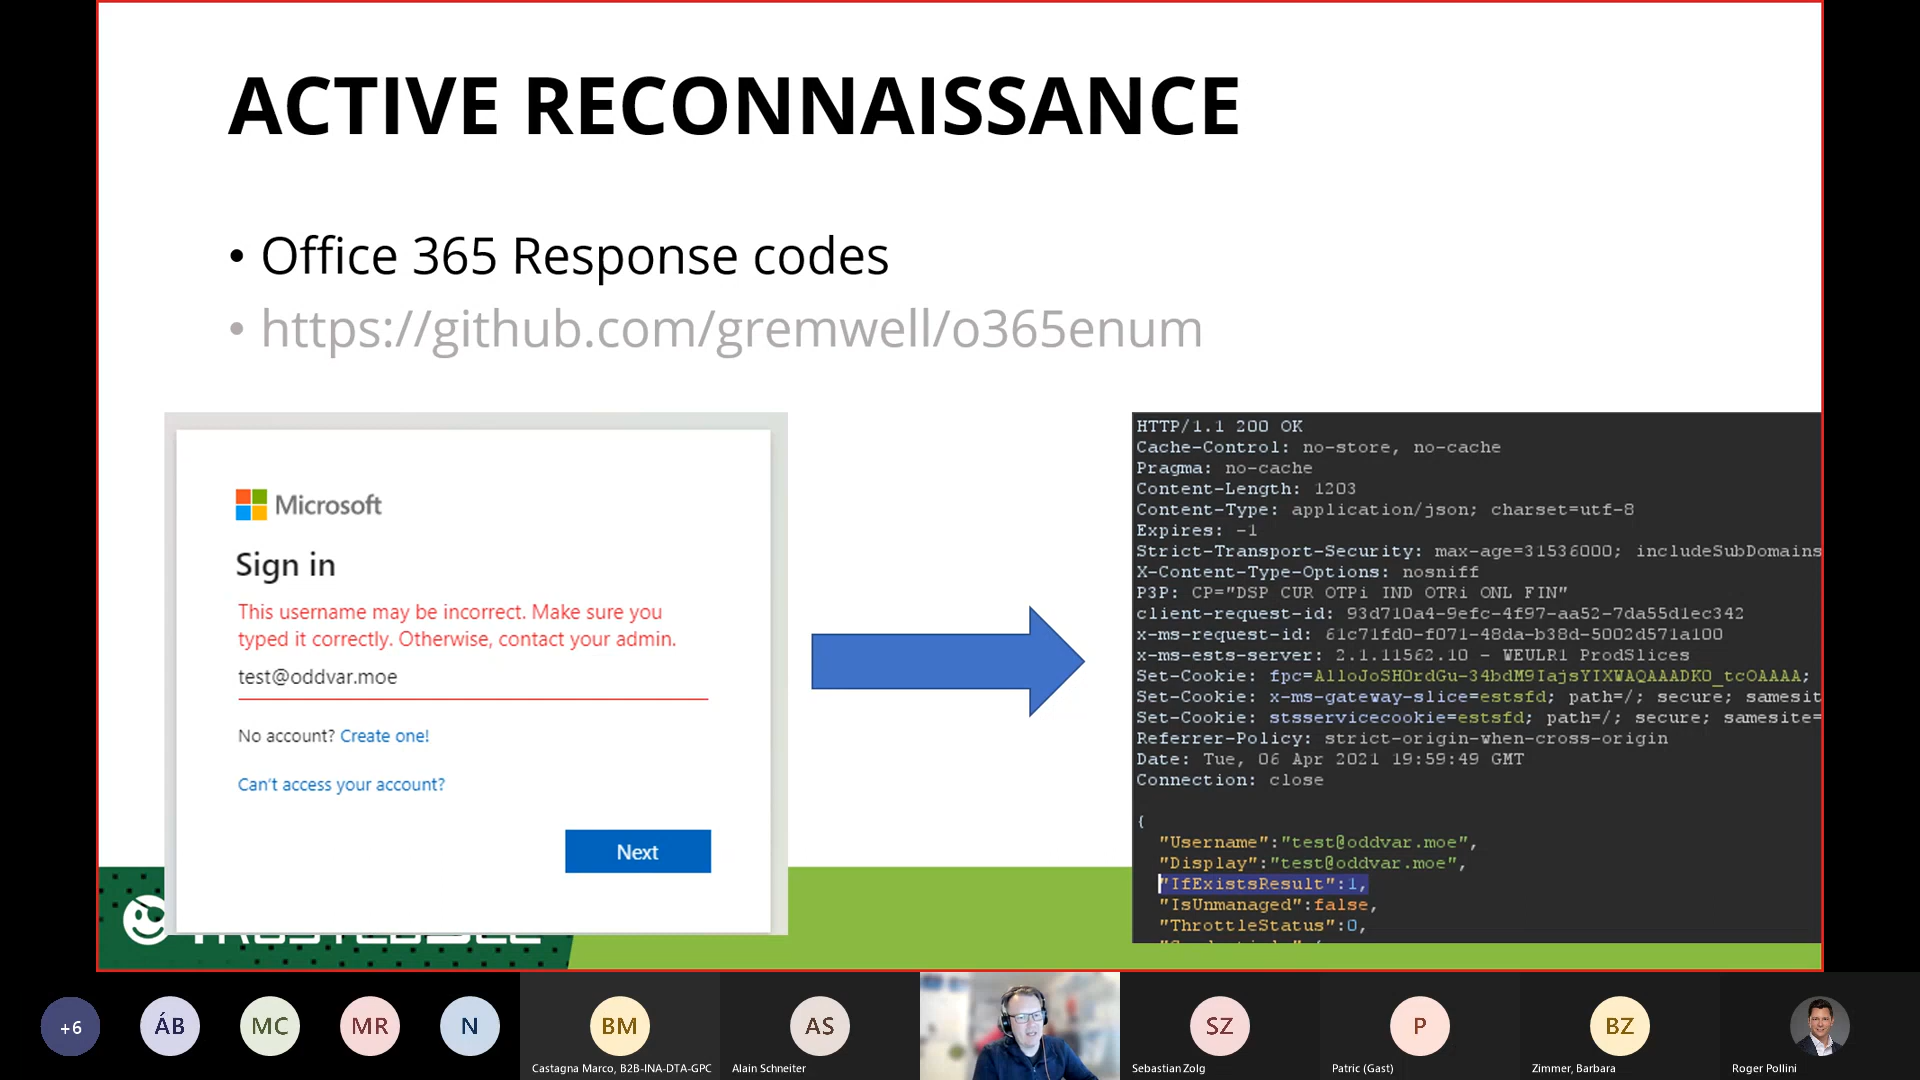 ACTIVE RECONNAISSANCE
• Office 365 Response codes
• https://github.com/gremwell/o365enum
Microsoft
Sign in
This username may be incorrect. Make sure you
typed it correctly. Otherwise, contact your admin.
test@oddvar.moe
No account? Create one!
Can't access your account?
Next
HTTP/1.1 200 OK
Cache-Control: no-store, no-cache
Pragma: no-cache
Content-Length: 1203
Content-Type: application/json; charset=utf-8
Expires: -1
Strict-Transport-Security: max-age=31536000; includeSubDomains
X-Content-Type-Options: nosniff
P3P: CP="DSP CUR OTPi IND OTRi ONL FIN"
client-request-id: 93d710a4-9efc-4f97-aa52-7da55d1ec342
x-ms-request-id: 61c71fd0-f071-48da-b38d-5002d571a100
x-ms-ests-server: 2.1.11562.10 - WEULR1 ProdSlices
Set-Cookie: fpc=AlloJoSHOrdGu-34bdM9IajsYIXWAQAAADKO_tcOAAAA;
Set-Cookie: x-ms-gateway-slice=estsfd; path=/; secure; samesit
Set-Cookie: stsservicecookie=estsfd; path=/; secure; samesite=
Referrer-Policy: strict-origin-when-cross-origin
Date: Tue, 06 Apr 2021 19:59:49 GMT
Connection: close
{
"Username":"test@oddvar.moe",
"Display":"test@oddvar.moe",
"IfExistsResult":1,
"IsUnmanaged":false,
"ThrottleStatus":0,
+6
ÁB
MC
MR
N
BM
AS
SZ
P
BZ
Castagna Marco, B2B-INA-DTA-GPC
Alain Schneiter
Sebastian Zolg
Patric (Gast)
Zimmer, Barbara
Roger Pollini